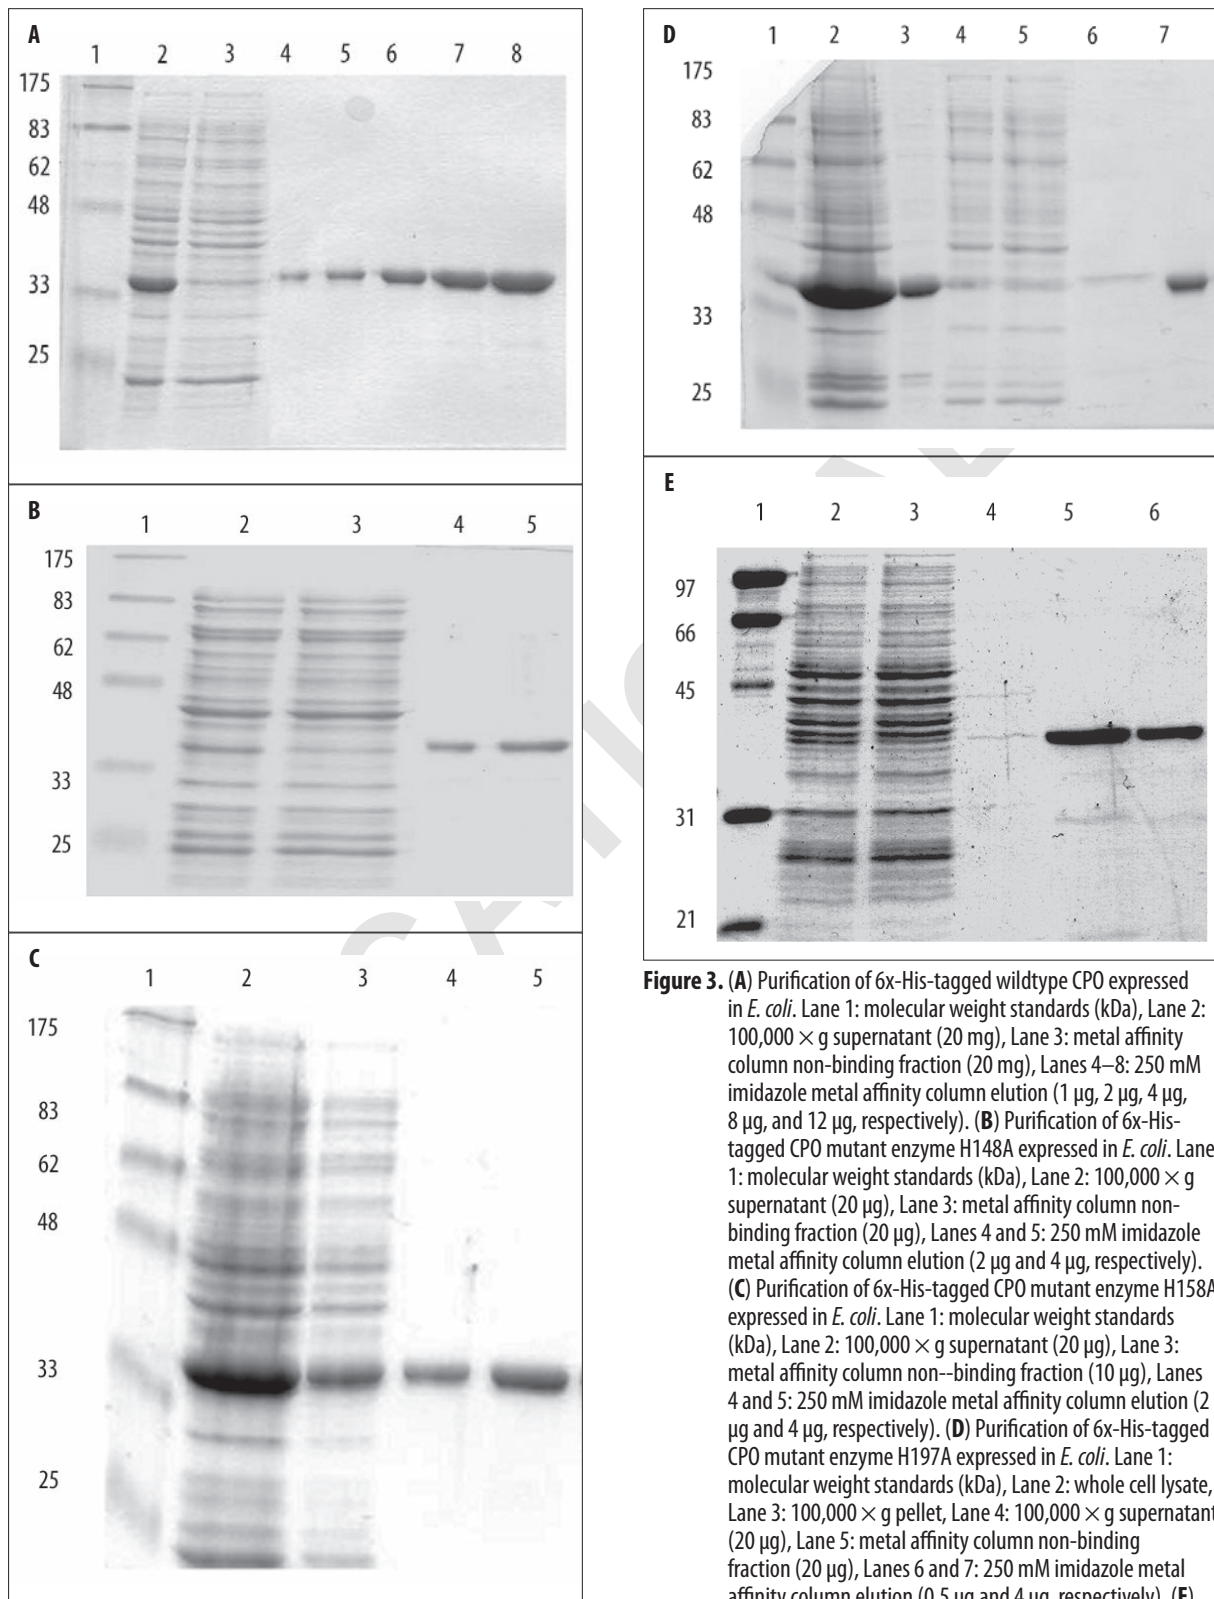 A
1 2 3 4 5 6 7 8
175
83
62
48
33
25
B
1 2 3 4 5
175
83
62
48
33
25
C
1 2 3 4 5
175
83
62
48
33
25
D
1 2 3 4 5 6 7
175
83
62
48
33
25
E
1 2 3 4 5 6
97
66
45
31
21
Figure 3. (A) Purification of 6x-His-tagged wildtype CPO expressed
in E. coli. Lane 1: molecular weight standards (kDa), Lane 2:
100,000 × g supernatant (20 mg), Lane 3: metal affinity
column non-binding fraction (20 mg), Lanes 4–8: 250 mM
imidazole metal affinity column elution (1 µg, 2 µg, 4 µg,
8 µg, and 12 µg, respectively). (B) Purification of 6x-His-
tagged CPO mutant enzyme H148A expressed in E. coli. Lane
1: molecular weight standards (kDa), Lane 2: 100,000 × g
supernatant (20 µg), Lane 3: metal affinity column non-
binding fraction (20 µg), Lanes 4 and 5: 250 mM imidazole
metal affinity column elution (2 µg and 4 µg, respectively).
(C) Purification of 6x-His-tagged CPO mutant enzyme H158A
expressed in E. coli. Lane 1: molecular weight standards
(kDa), Lane 2: 100,000 × g supernatant (20 µg), Lane 3:
metal affinity column non--binding fraction (10 µg), Lanes
4 and 5: 250 mM imidazole metal affinity column elution (2
µg and 4 µg, respectively). (D) Purification of 6x-His-tagged
CPO mutant enzyme H197A expressed in E. coli. Lane 1:
molecular weight standards (kDa), Lane 2: whole cell lysate,
Lane 3: 100,000 × g pellet, Lane 4: 100,000 × g supernatant
(20 µg), Lane 5: metal affinity column non-binding
fraction (20 µg), Lanes 6 and 7: 250 mM imidazole metal
affinity column elution (0.5 µg and 4 µg, respectively). (E)